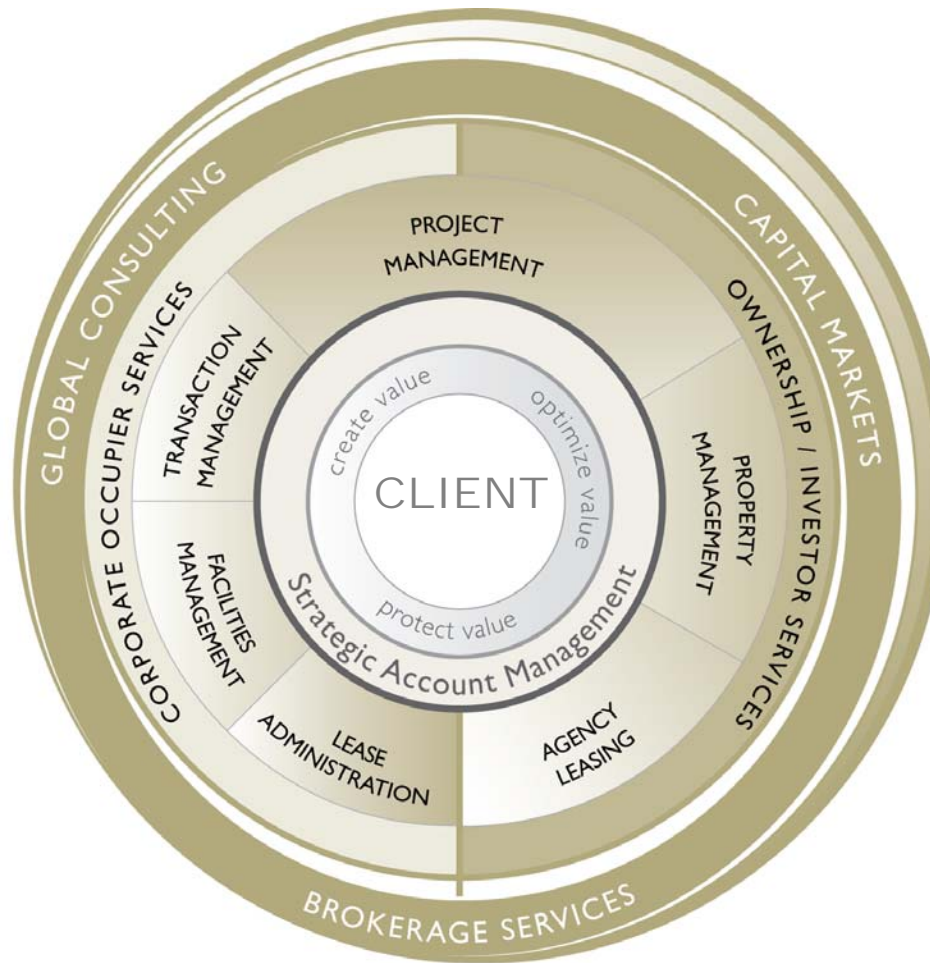 GLOBAL CONSULTING
CAPITAL MARKETS
BROKERAGE SERVICES
CORPORATE OCCUPIER SERVICES
OWNERSHIP / INVESTOR SERVICES
PROJECT
MANAGEMENT
TRANSACTION
MANAGEMENT
FACILITIES
MANAGEMENT
LEASE
ADMINISTRATION
PROPERTY
MANAGEMENT
AGENCY
LEASING
Strategic Account Management
create value
optimize value
protect value
CLIENT